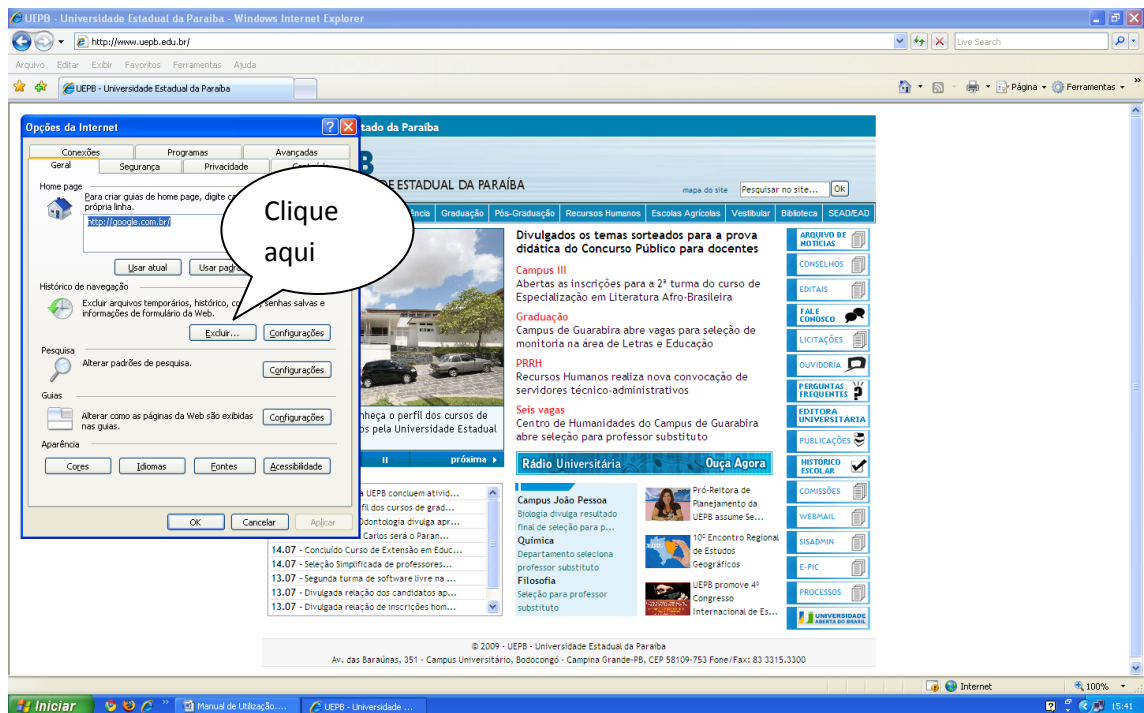 UEPB - Universidade Estadual da Paraíba - Windows Internet Explorer
http://www.uepb.edu.br/
Live Search
Arquivo Editar Exibir Favoritos Ferramentas Ajuda
UEPB - Universidade Estadual da Paraíba
Página Ferramentas
Opções da Internet
Conexões Programas Avançadas
Geral Segurança Privacidade
Home page
Para criar guias de home page, digite
própria linha.
http://google.com.br/
Usar atual Usar
Histórico de navegação
Excluir arquivos temporários, histórico, senhas salvas e
informações de formulário da Web.
Excluir... Configurações
Pesquisa
Alterar padrões de pesquisa.
Configurações
Guias
Alterar como as páginas da Web são exibidas
nas guias.
Configurações
Aparência
Cores Idiomas Fontes Acessibilidade
OK Cancelar Aplicar
Clique
aqui
tado da Paraíba
B
E ESTADUAL DA PARAÍBA
mapa do site Pesquisar no site... Ok
ência Graduação Pós-Graduação Recursos Humanos Escolas Agrícolas Vestibular Biblioteca SEAD/EAD
nheça o perfil dos cursos de
os pela Universidade Estadual
II próxima
Divulgados os temas sorteados para a prova
didática do Concurso Público para docentes
Campus III
Abertas as inscrições para a 2ª turma do curso de
Especialização em Literatura Afro-Brasileira
Graduação
Campus de Guarabira abre vagas para seleção de
monitoria na área de Letras e Educação
PRRH
Recursos Humanos realiza nova convocação de
servidores técnico-administrativos
Seis vagas
Centro de Humanidades do Campus de Guarabira
abre seleção para professor substituto
Rádio Universitária Ouça Agora
ARQUIVO DE
NOTÍCIAS
CONSELHOS
EDITAIS
FALE
CONOSCO
LICITAÇÕES
OUVIDORIA
PERGUNTAS
FREQUENTES
EDITORA
UNIVERSITÁRIA
PUBLICAÇÕES
HISTÓRICO
ESCOLAR
COMISSÕES
WEBMAIL
SISADMIN
E-PIC
PROCESSOS
UNIVERSIDADE
ABERTA DO BRASIL
a UEPB concluem ativid...
fil dos cursos de grad...
Odontologia divulga apr...
Carlos será o Paran...
14.07 - Concluído Curso de Extensão em Educ...
14.07 - Seleção Simplificada de professores...
13.07 - Segunda turma de software livre na ...
13.07 - Divulgada relação dos candidatos ap...
13.07 - Divulgada relação de inscrições hom...
Campus João Pessoa
Biologia divulga resultado
final de seleção para p...
Química
Departamento seleciona
professor substituto
Filosofia
Seleção para professor
substituto
Pró-Reitora de
Planejamento da
UEPB assume Se...
10º Encontro Regional
de Estudos
Geográficos
UEPB promove 4º
Congresso
Internacional de Es...
© 2009 - UEPB - Universidade Estadual da Paraíba
Av. das Baraúnas, 351 - Campus Universitário, Bodocongó - Campina Grande-PB, CEP 58109-753 Fone/Fax: 83 3315.3300
Internet 100%
Iniciar Manual de Utilização.... UEPB - Universidade ... 15:41